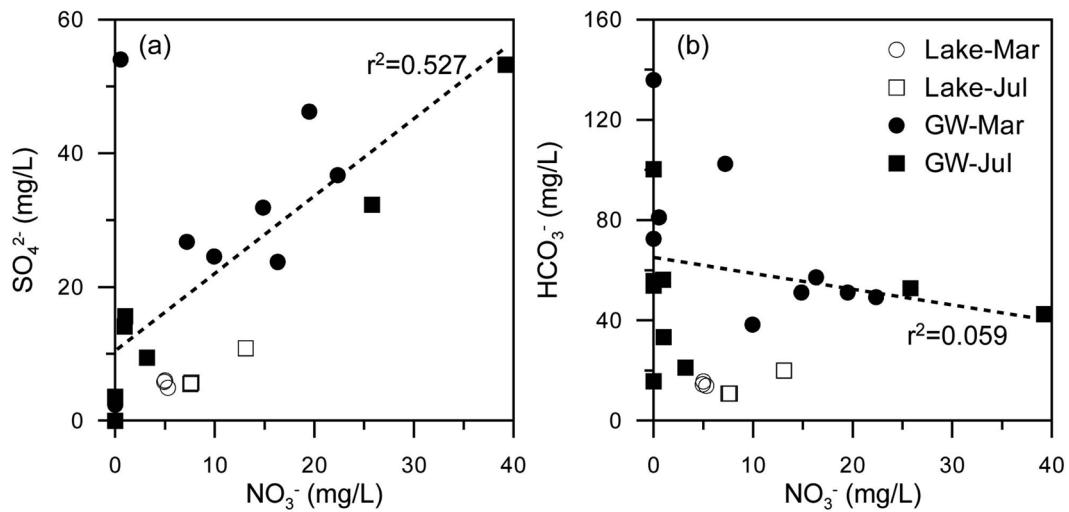 (a)
r²=0.527
60
40
20
0
SO₄²⁻ (mg/L)
0 10 20 30 40
NO₃⁻ (mg/L)
(b)
Lake-Mar
Lake-Jul
GW-Mar
GW-Jul
r²=0.059
160
120
80
40
0
HCO₃⁻ (mg/L)
0 10 20 30 40
NO₃⁻ (mg/L)